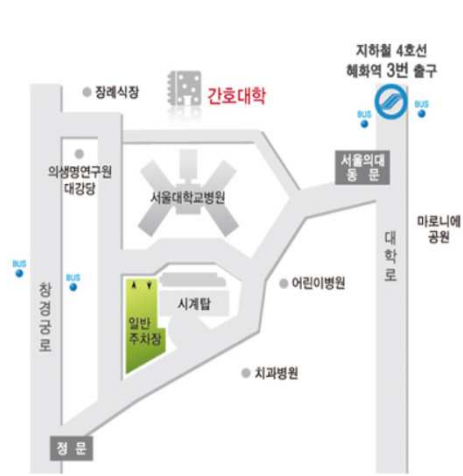 지하철 4호선
혜화역 3번 출구
장례식장
간호대학
BUS
BUS
의생명연구원
대강당
서울의대
동문
서울대학교병원
마로니에
공원
대학로
BUS
BUS
어린이병원
창경궁로
시계탑
일반
주차장
치과병원
정문